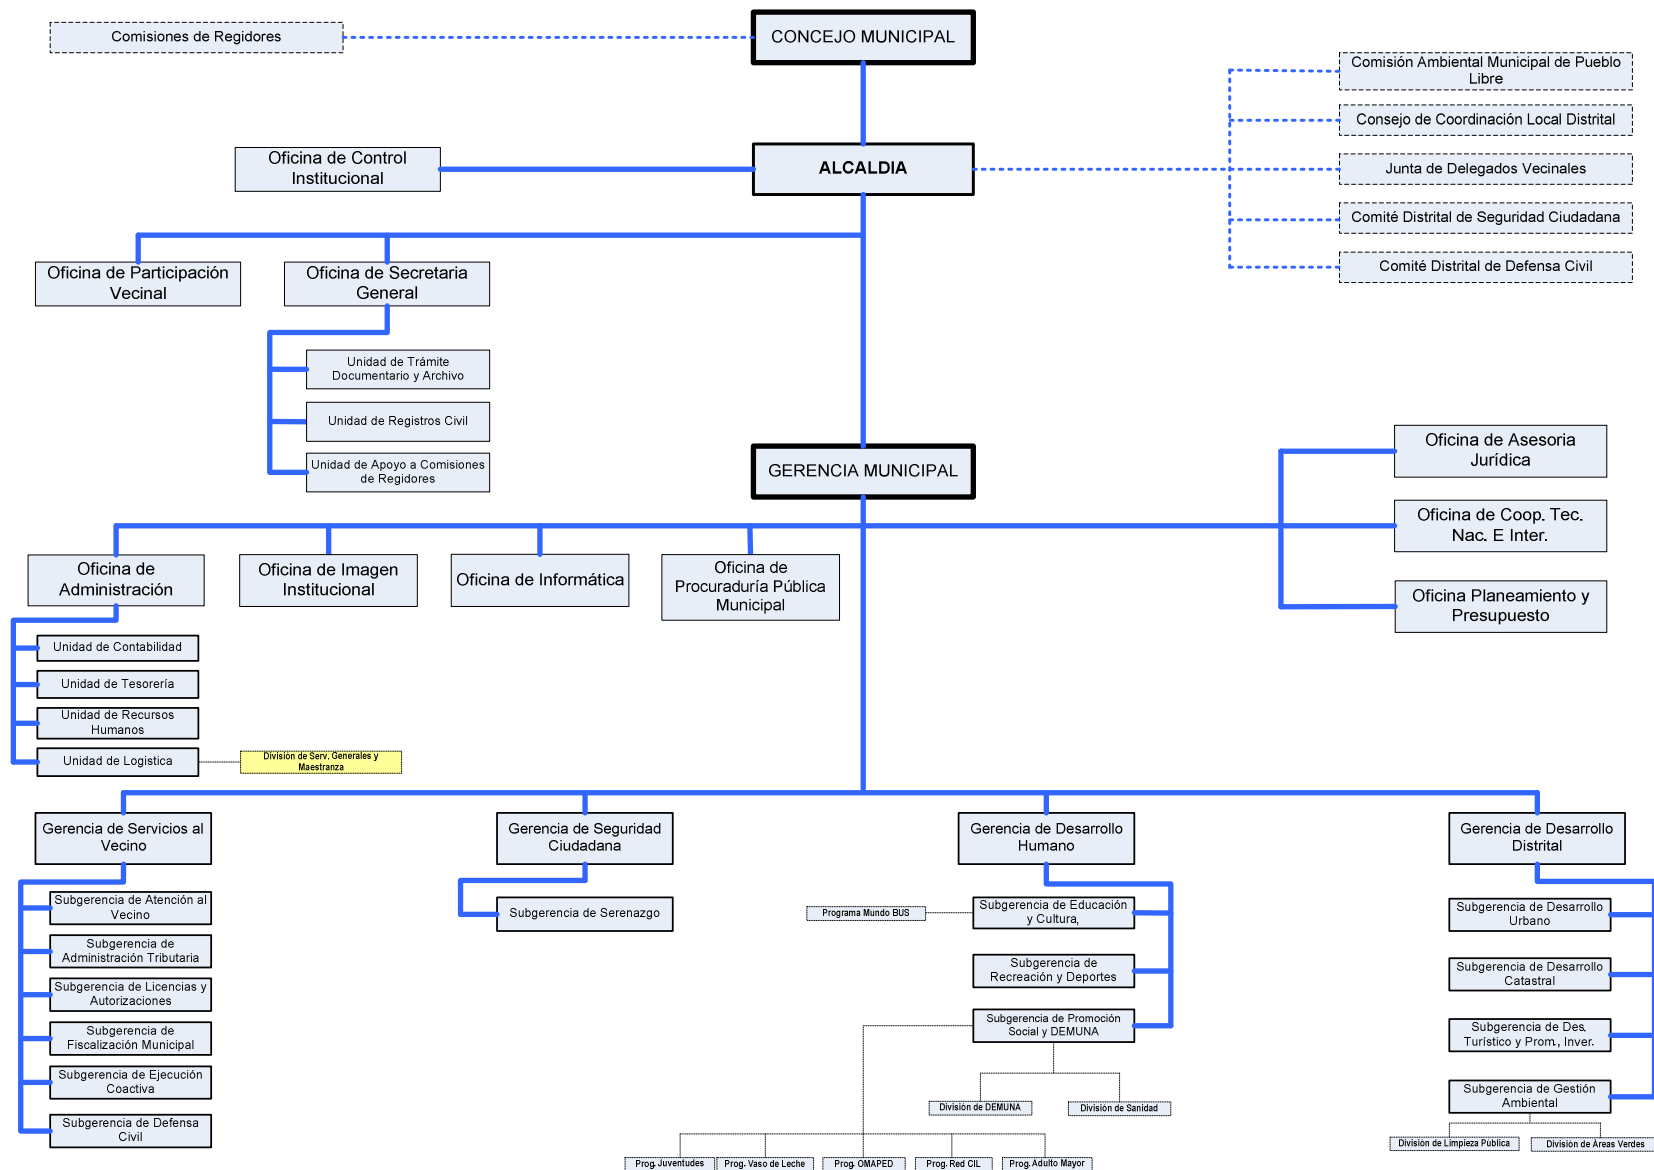 Comisiones de Regidores
CONCEJO MUNICIPAL
Comisión Ambiental Municipal de Pueblo
Libre
Consejo de Coordinación Local Distrital
Oficina de Control
Institucional
ALCALDIA
Junta de Delegados Vecinales
Comité Distrital de Seguridad Ciudadana
Comité Distrital de Defensa Civil
Oficina de Participación
Vecinal
Oficina de Secretaria
General
Unidad de Trámite
Documentario y Archivo
Unidad de Registros Civil
Unidad de Apoyo a Comisiones
de Regidores
GERENCIA MUNICIPAL
Oficina de Asesoria
Jurídica
Oficina de Coop. Tec.
Nac. E Inter.
Oficina Planeamiento y
Presupuesto
Oficina de
Administración
Oficina de Imagen
Institucional
Oficina de Informática
Oficina de
Procuraduría Pública
Municipal
Unidad de Contabilidad
Unidad de Tesorería
Unidad de Recursos
Humanos
Unidad de Logistica
División de Serv. Generales y
Maestranza
Gerencia de Servicios al
Vecino
Subgerencia de Atención al
Vecino
Subgerencia de
Administración Tributaria
Subgerencia de Licencias y
Autorizaciones
Subgerencia de
Fiscalización Municipal
Subgerencia de Ejecución
Coactiva
Subgerencia de Defensa
Civil
Gerencia de Seguridad
Ciudadana
Subgerencia de Serenazgo
Gerencia de Desarrollo
Humano
Programa Mundo BUS
Subgerencia de Educación
y Cultura,
Subgerencia de
Recreación y Deportes
Subgerencia de Promoción
Social y DEMUNA
División de DEMUNA
División de Sanidad
Prog. Juventudes
Prog. Vaso de Leche
Prog. OMAPED
Prog. Red CIL
Prog. Adulto Mayor
Gerencia de Desarrollo
Distrital
Subgerencia de Desarrollo
Urbano
Subgerencia de Desarrollo
Catastral
Subgerencia de Des.
Turístico y Prom., Inver.
Subgerencia de Gestión
Ambiental
División de Limpieza Pública
División de Áreas Verdes